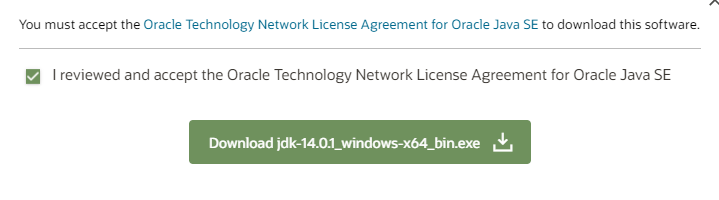 You must accept the Oracle Technology Network License Agreement for Oracle Java SE to download this software.
I reviewed and accept the Oracle Technology Network License Agreement for Oracle Java SE
Download jdk-14.0.1_windows-x64_bin.exe